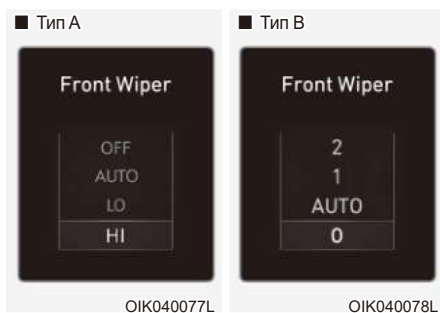 ■ Тип A
Front Wiper
OFF
AUTO
LO
HI
OIK040077L
■ Тип B
Front Wiper
2
1
AUTO
0
OIK040078L